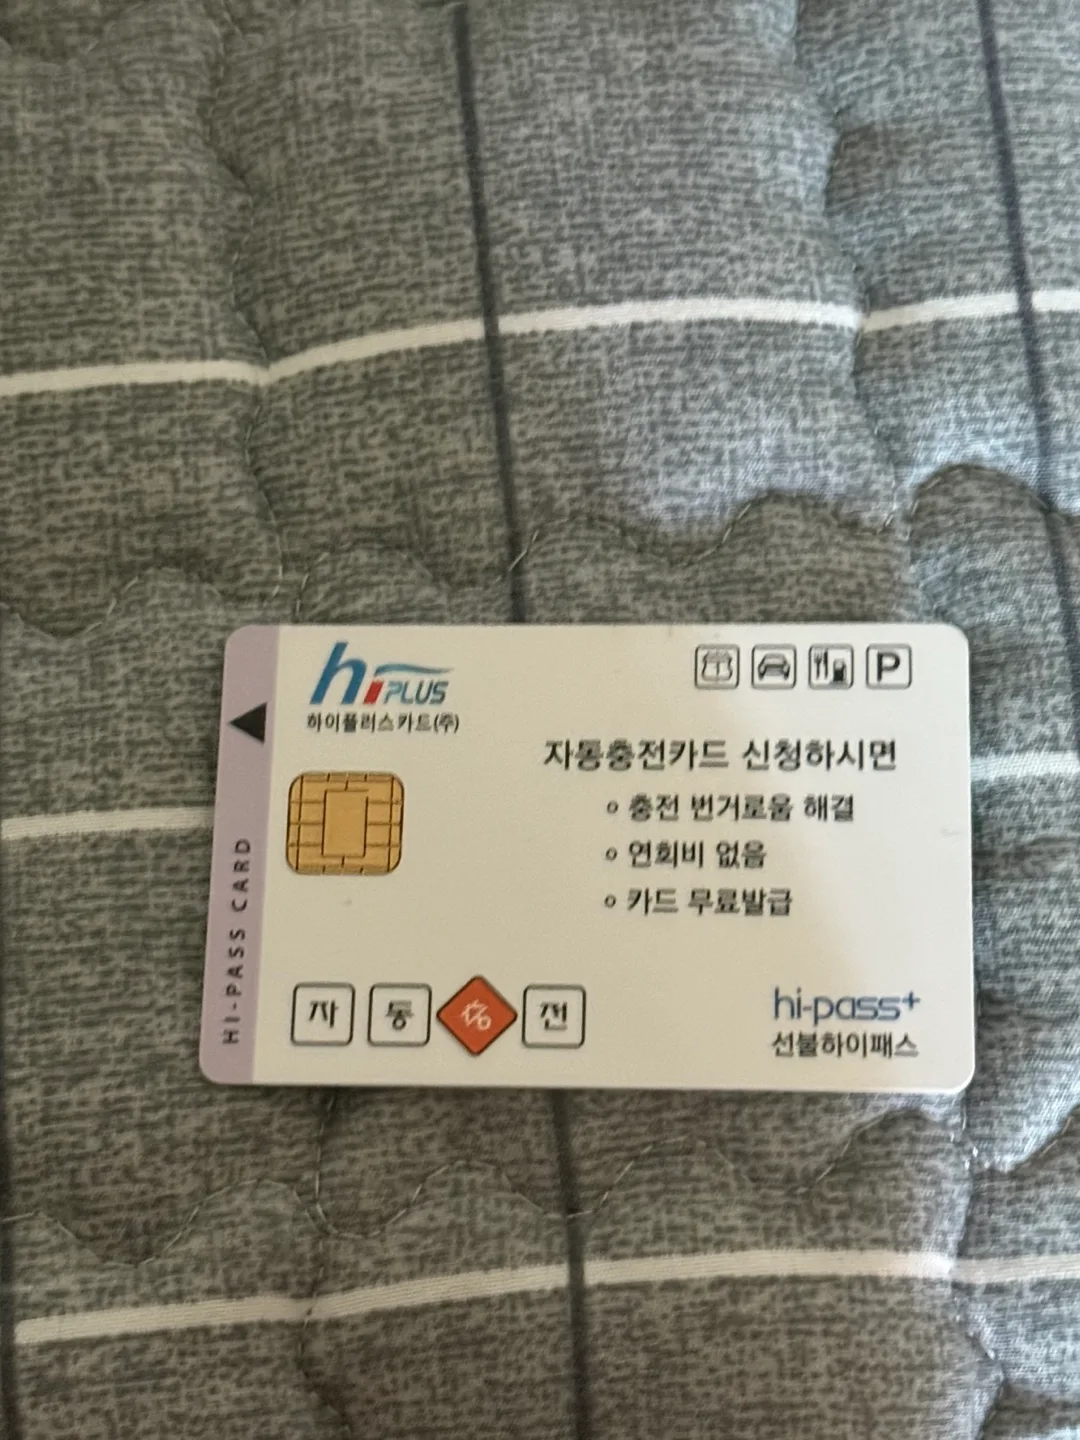 hi PLUS
하이플러스카드(주)
P
자동충전카드 신청하시면
충전 번거로움 해결
연회비 없음
카드 무료발급
HI-PASS CARD
자 동 충 전
hi-pass+
선불하이패스